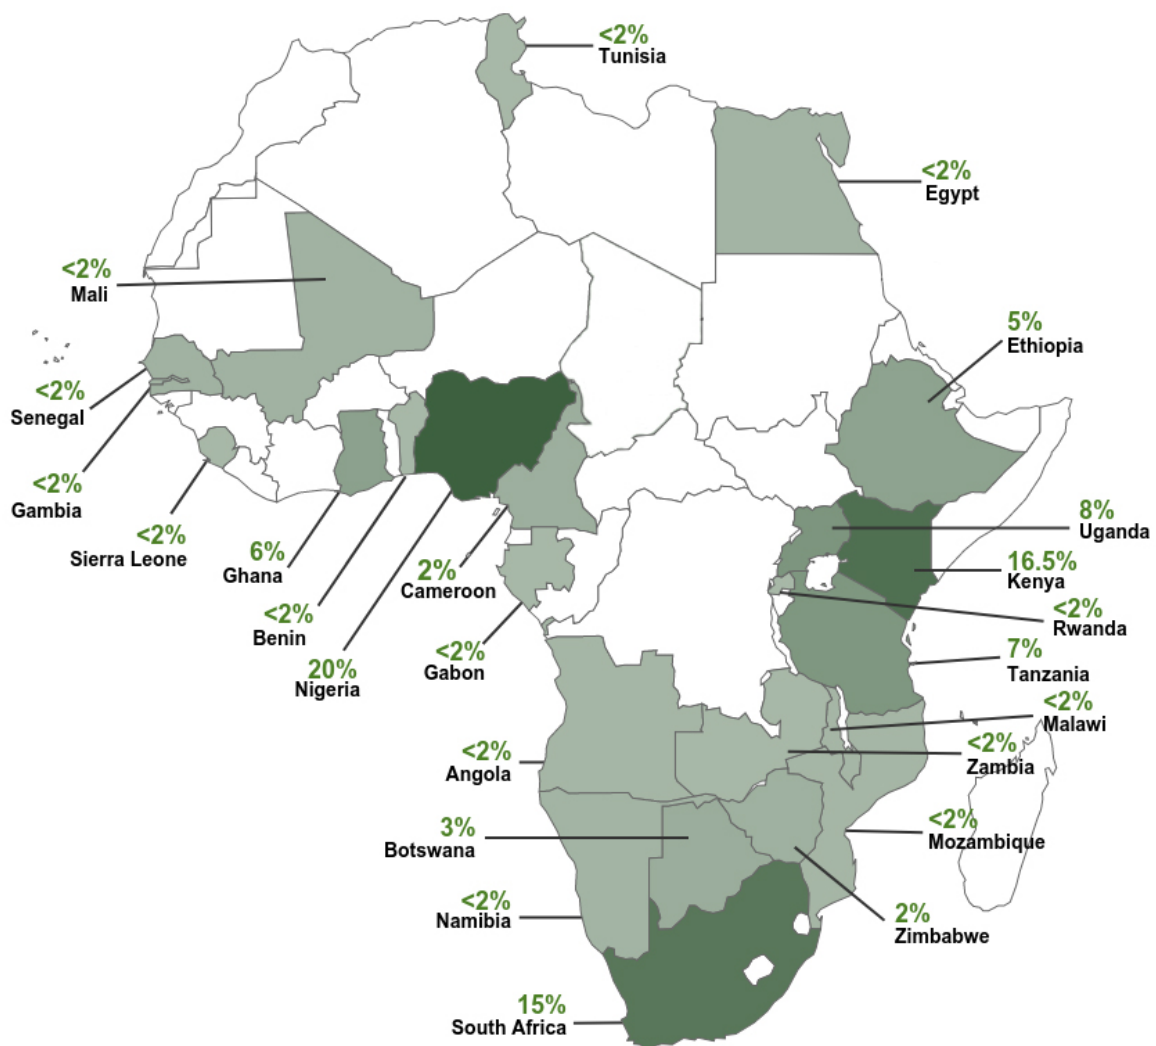 <2%
Tunisia
<2%
Egypt
<2%
Mali
5%
Ethiopia
<2%
Senegal
<2%
Gambia
<2%
Sierra Leone
6%
Ghana
<2%
Benin
20%
Nigeria
2%
Cameroon
<2%
Gabon
8%
Uganda
16.5%
Kenya
<2%
Rwanda
7%
Tanzania
<2%
Malawi
<2%
Zambia
<2%
Angola
3%
Botswana
<2%
Mozambique
<2%
Namibia
2%
Zimbabwe
15%
South Africa